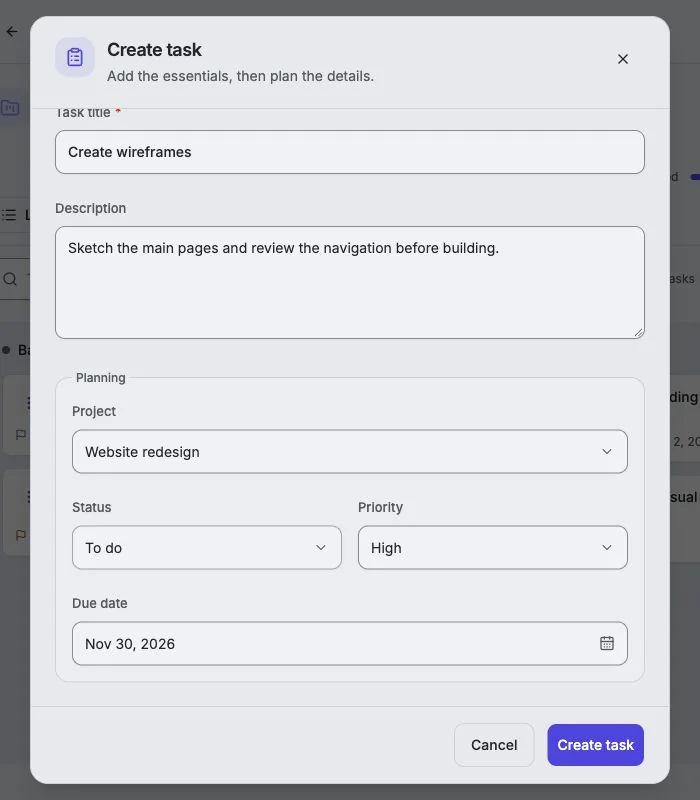 Create task
Add the essentials, then plan the details.
Task title *
Create wireframes
Description
Sketch the main pages and review the navigation before building.
Planning
Project
Website redesign
Status
Priority
To do
High
Due date
Nov 30, 2026
Cancel
Create task